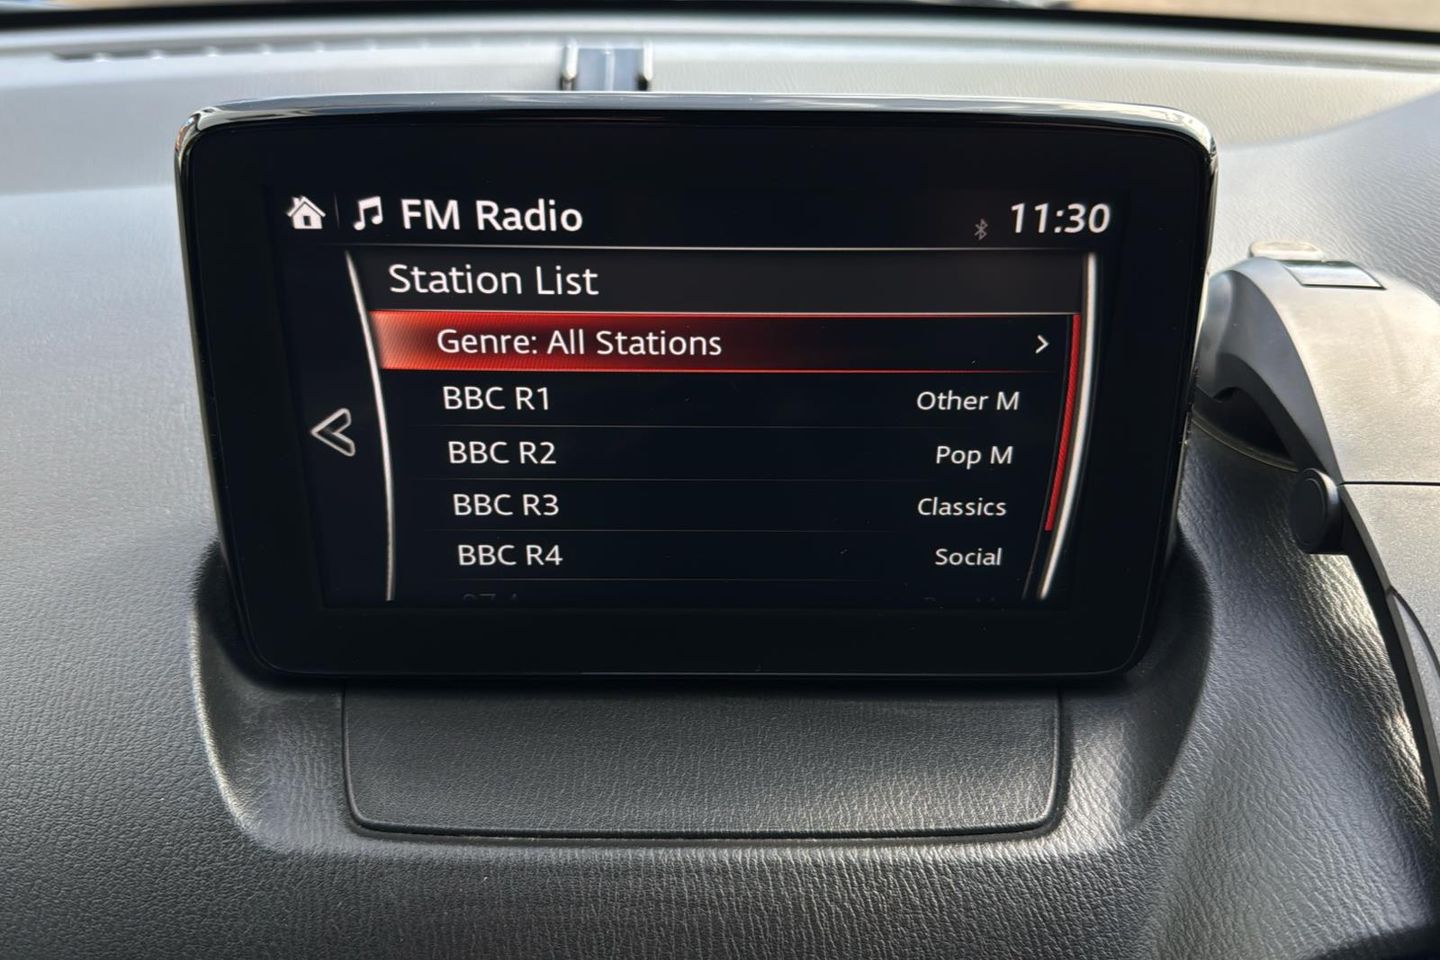 FM Radio 11:30
Station List
Genre: All Stations
BBC R1 Other M
BBC R2 Pop M
BBC R3 Classics
BBC R4 Social